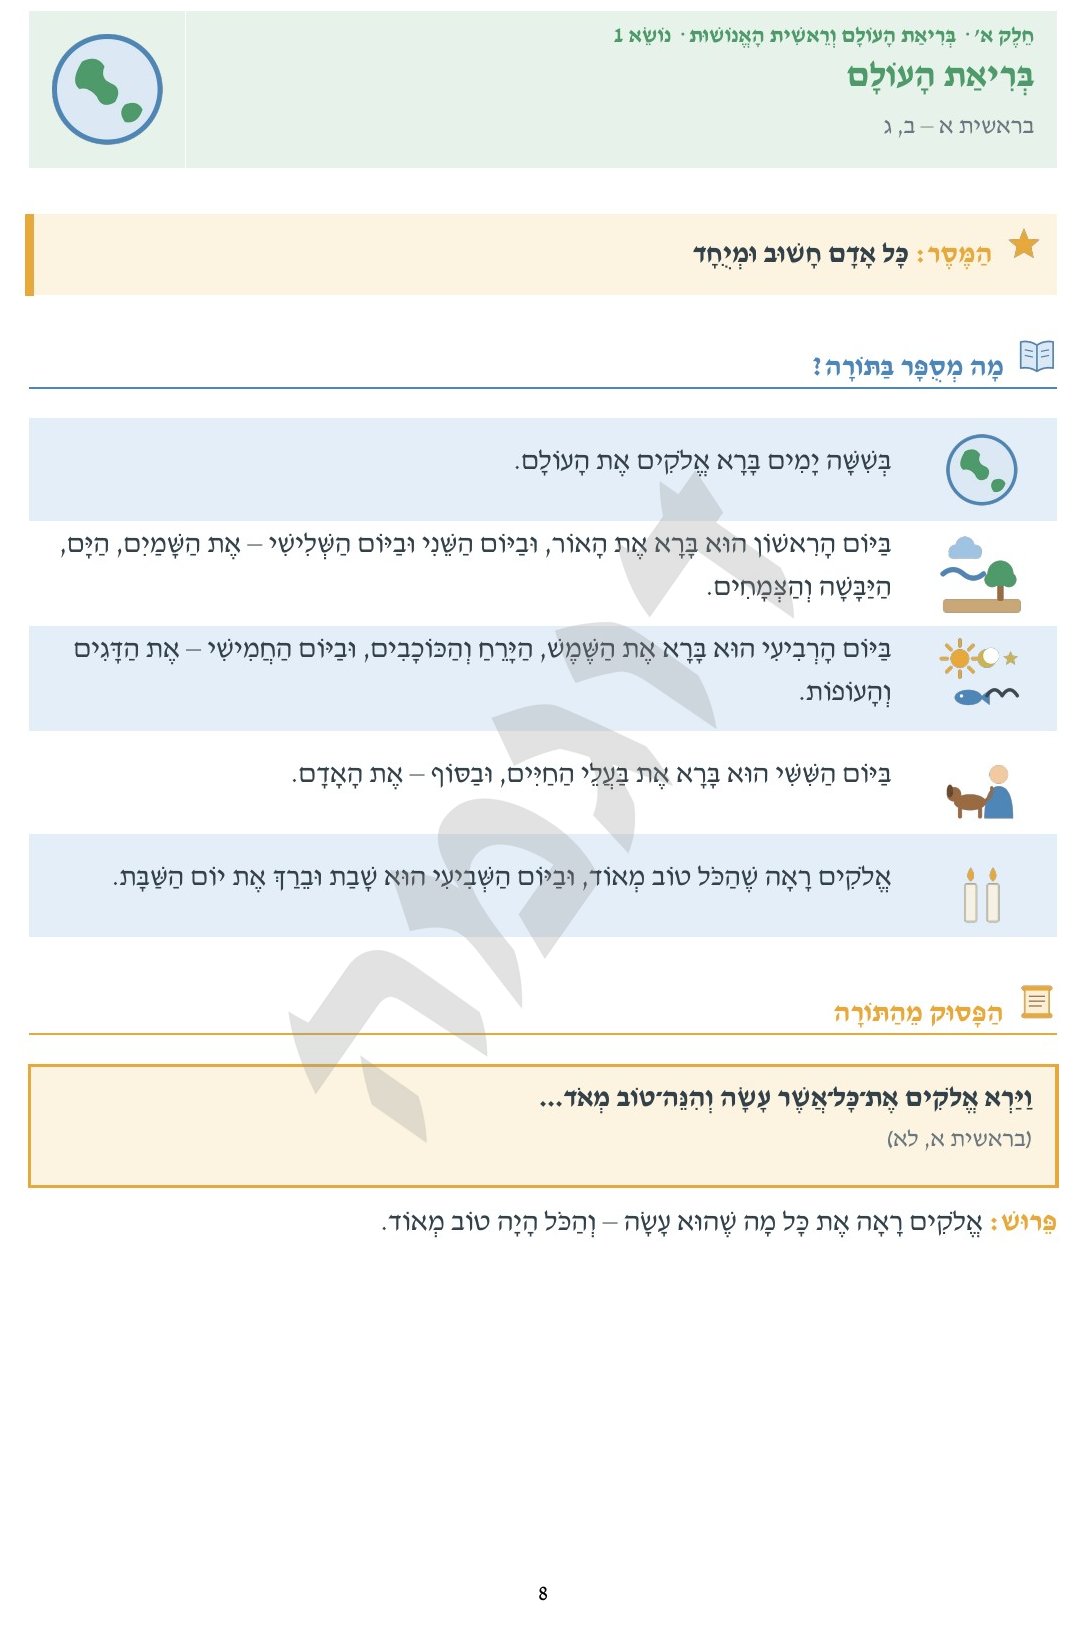 חֵלֶק א' · בְּרִיאַת הָעוֹלָם וְרֵאשִׁית הָאֱנוֹשׁוּת · נוֹשֵׂא 1
בְּרִיאַת הָעוֹלָם
בראשית א – ב, ג
הַמֶּסֶר: כָּל אָדָם חָשׁוּב וּמְיֻחָד
מָה מְסֻפָּר בַּתּוֹרָה?
בְּשִׁשָּׁה יָמִים בָּרָא אֱלֹקִים אֶת הָעוֹלָם.
בַּיּוֹם הָרִאשׁוֹן הוּא בָּרָא אֶת הָאוֹר, וּבַיּוֹם הַשֵּׁנִי וּבַיּוֹם הַשְּׁלִישִׁי – אֶת הַשָּׁמַיִם, הַיָּם,
הַיַּבָּשָׁה וְהַצְּמָחִים.
בַּיּוֹם הָרְבִיעִי הוּא בָּרָא אֶת הַשֶּׁמֶשׁ, הַיָּרֵחַ וְהַכּוֹכָבִים, וּבַיּוֹם הַחֲמִישִׁי – אֶת הַדָּגִים
וְהָעוֹפוֹת.
בַּיּוֹם הַשִּׁשִּׁי הוּא בָּרָא אֶת בַּעֲלֵי הַחַיִּים, וּבַסּוֹף – אֶת הָאָדָם.
אֱלֹקִים רָאָה שֶׁהַכֹּל טוֹב מְאוֹד, וּבַיּוֹם הַשְּׁבִיעִי הוּא שָׁבַת וּבֵרַךְ אֶת יוֹם הַשַּׁבָּת.
הַפָּסוּק מֵהַתּוֹרָה
וַיַּרְא אֱלֹקִים אֶת־כָּל־אֲשֶׁר עָשָׂה וְהִנֵּה־טוֹב מְאֹד...
(בראשית א, לא)
פֵּרוּשׁ: אֱלֹקִים רָאָה אֶת כָּל מָה שֶׁהוּא עָשָׂה – וְהַכֹּל הָיָה טוֹב מְאוֹד.
דוגמה
8